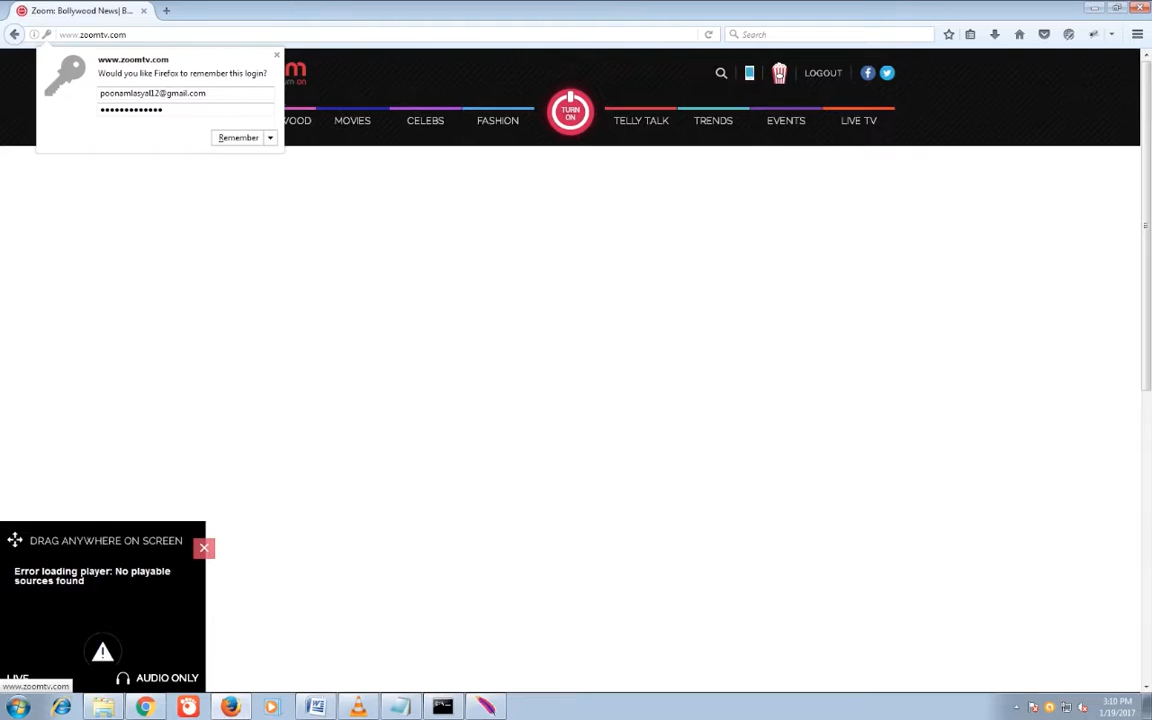 Zoom: Bollywood News| B...
www.zoomtv.com
Search
www.zoomtv.com
Would you like Firefox to remember this login?
poonamlasyal12@gmail.com
•••••••••••••
Remember
m
urn on
LOGOUT
WOOD MOVIES CELEBS FASHION TURN ON TELLY TALK TRENDS EVENTS LIVE TV
DRAG ANYWHERE ON SCREEN
Error loading player: No playable
sources found
LIVE AUDIO ONLY
www.zoomtv.com
3:10 PM
1/19/2017